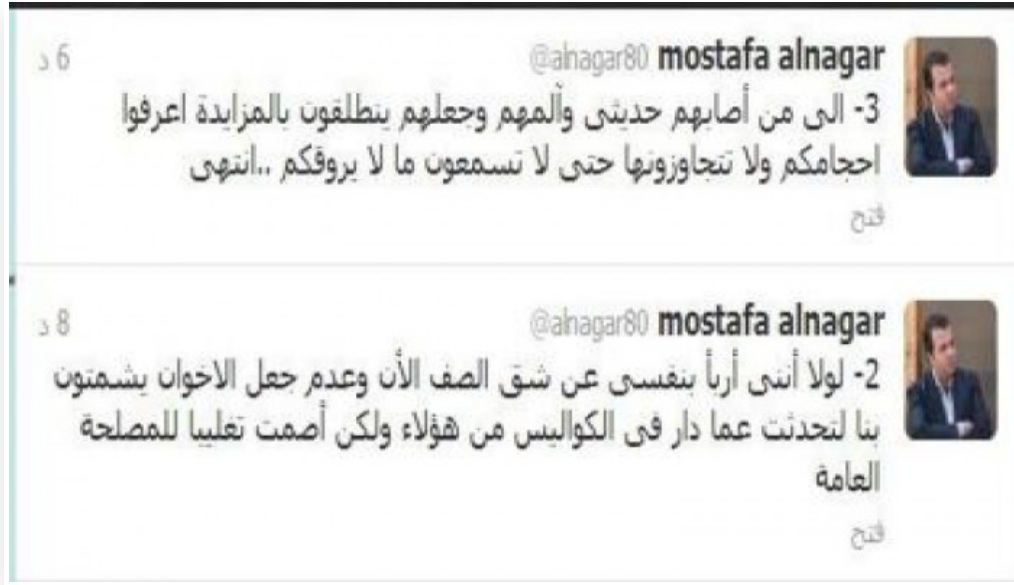 mostafa alnagar @alnagar80 6 د
3- الى من أصابهم حديثى وآلمهم وجعلهم ينطلقون بالمزايدة اعرفوا
احجامكم ولا تتجاوزونها حتى لا تسمعون ما لا يروقكم ..انتهى
فتح
mostafa alnagar @alnagar80 8 د
2- لولا أننى أربأ بنفسى عن شق الصف الأن وعدم جعل الاخوان يشمتون
بنا لتحدثت عما دار فى الكواليس من هؤلاء ولكن أصمت تغليبا للمصلحة
العامة
فتح